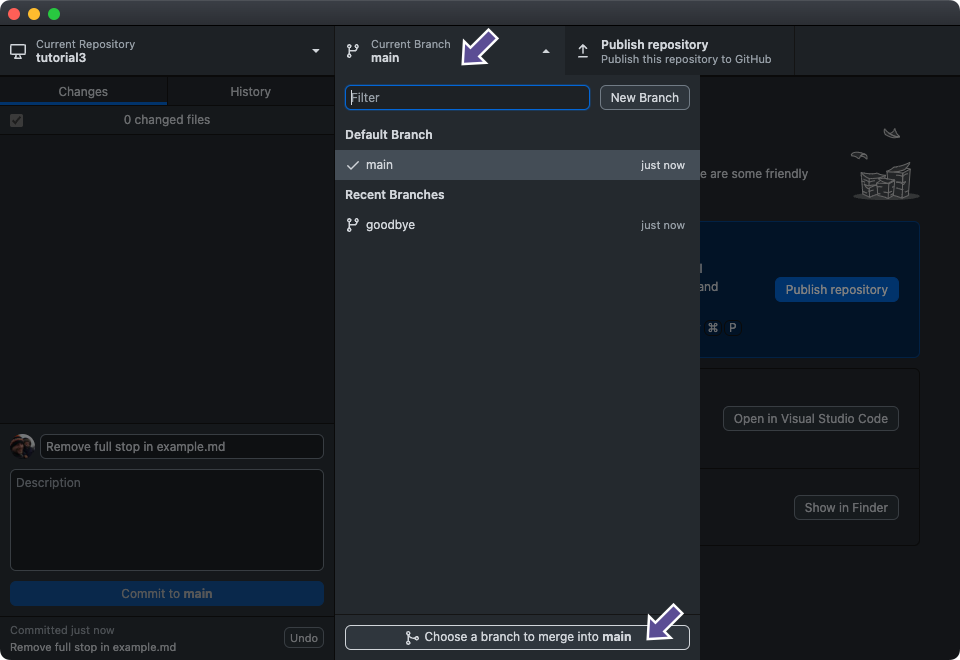 Current Repository
tutorial3
Current Branch
main
Publish repository
Publish this repository to GitHub
Changes
History
0 changed files
Filter
New Branch
Default Branch
main
just now
Recent Branches
goodbye
just now
e are some friendly
and
Publish repository
⌘ P
Open in Visual Studio Code
Show in Finder
Remove full stop in example.md
Description
Commit to main
Committed just now
Remove full stop in example.md
Undo
Choose a branch to merge into main